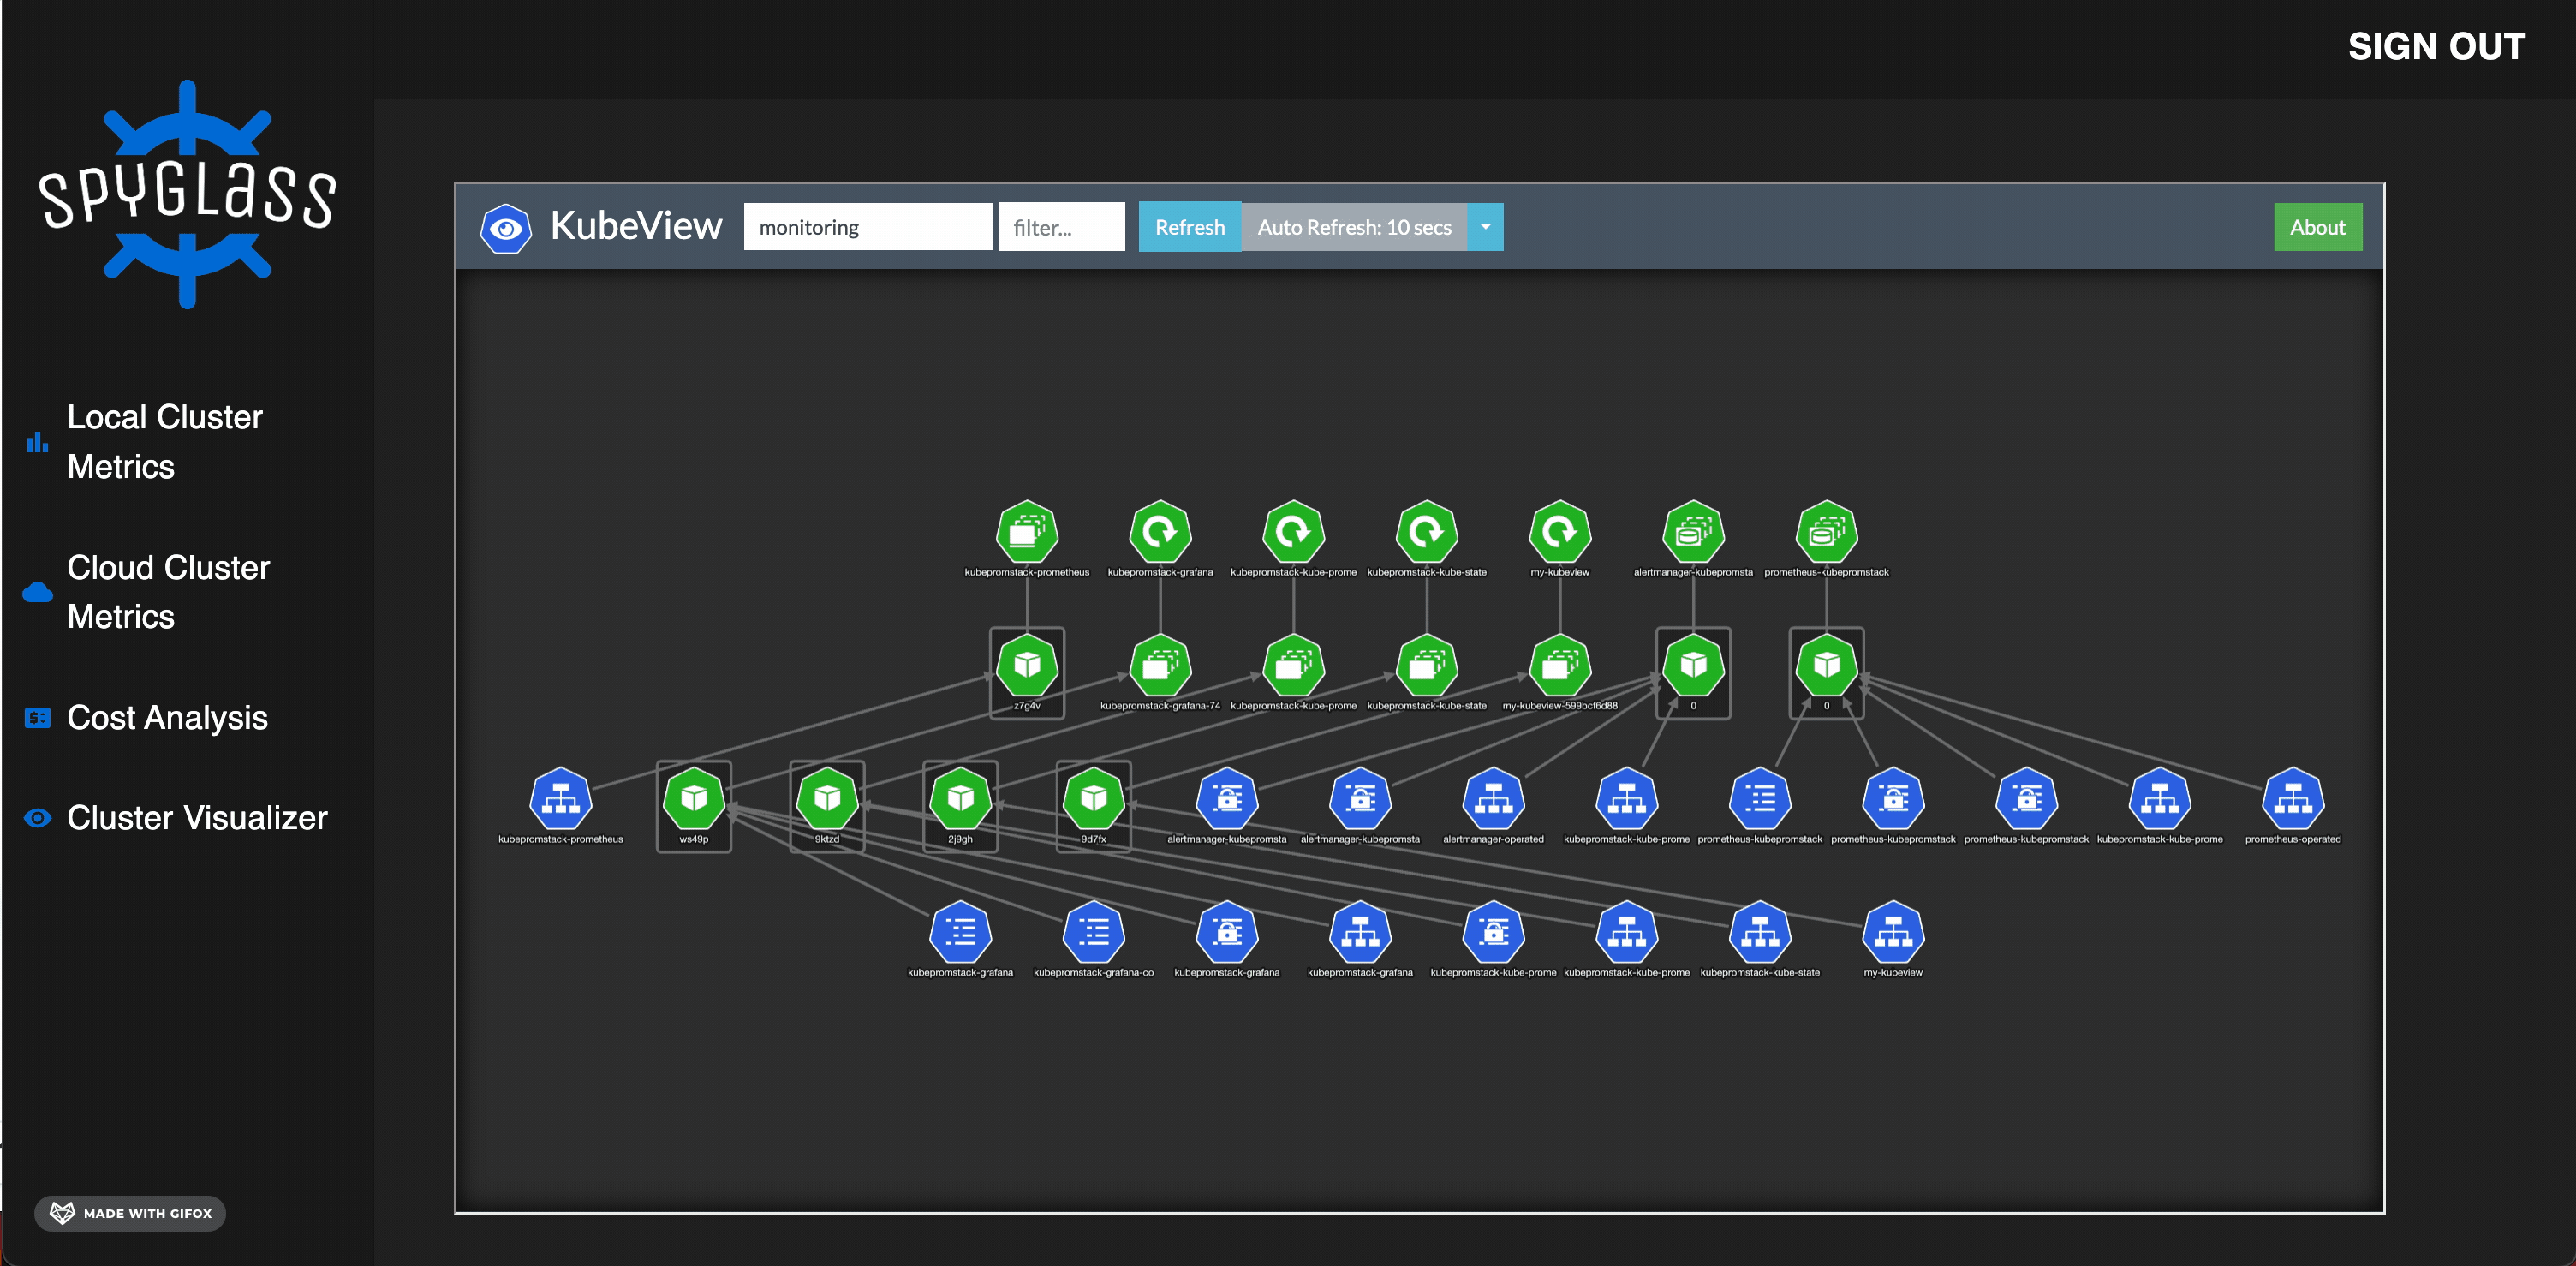 SIGN OUT
SPYGLASS
Local Cluster
Metrics
Cloud Cluster
Metrics
Cost Analysis
Cluster Visualizer
MADE WITH GIFOX
KubeView
monitoring
filter...
Refresh
Auto Refresh: 10 secs
About
kubepromstack-prometheus
kubepromstack-grafana
kubepromstack-kube-prome
kubepromstack-kube-state
my-kubeview
alertmanager-kubepromsta
prometheus-kubepromstack
z7g4v
kubepromstack-grafana-74
kubepromstack-kube-prome
kubepromstack-kube-state
my-kubeview-599bcf6d88
0
0
kubepromstack-prometheus
ws49p
9ktzd
2j9gh
9d7fx
alertmanager-kubepromsta
alertmanager-kubepromsta
alertmanager-operated
kubepromstack-kube-prome
prometheus-kubepromstack
prometheus-kubepromstack
prometheus-kubepromstack
kubepromstack-kube-prome
prometheus-operated
kubepromstack-grafana
kubepromstack-grafana-co
kubepromstack-grafana
kubepromstack-grafana
kubepromstack-kube-prome
kubepromstack-kube-prome
kubepromstack-kube-state
my-kubeview